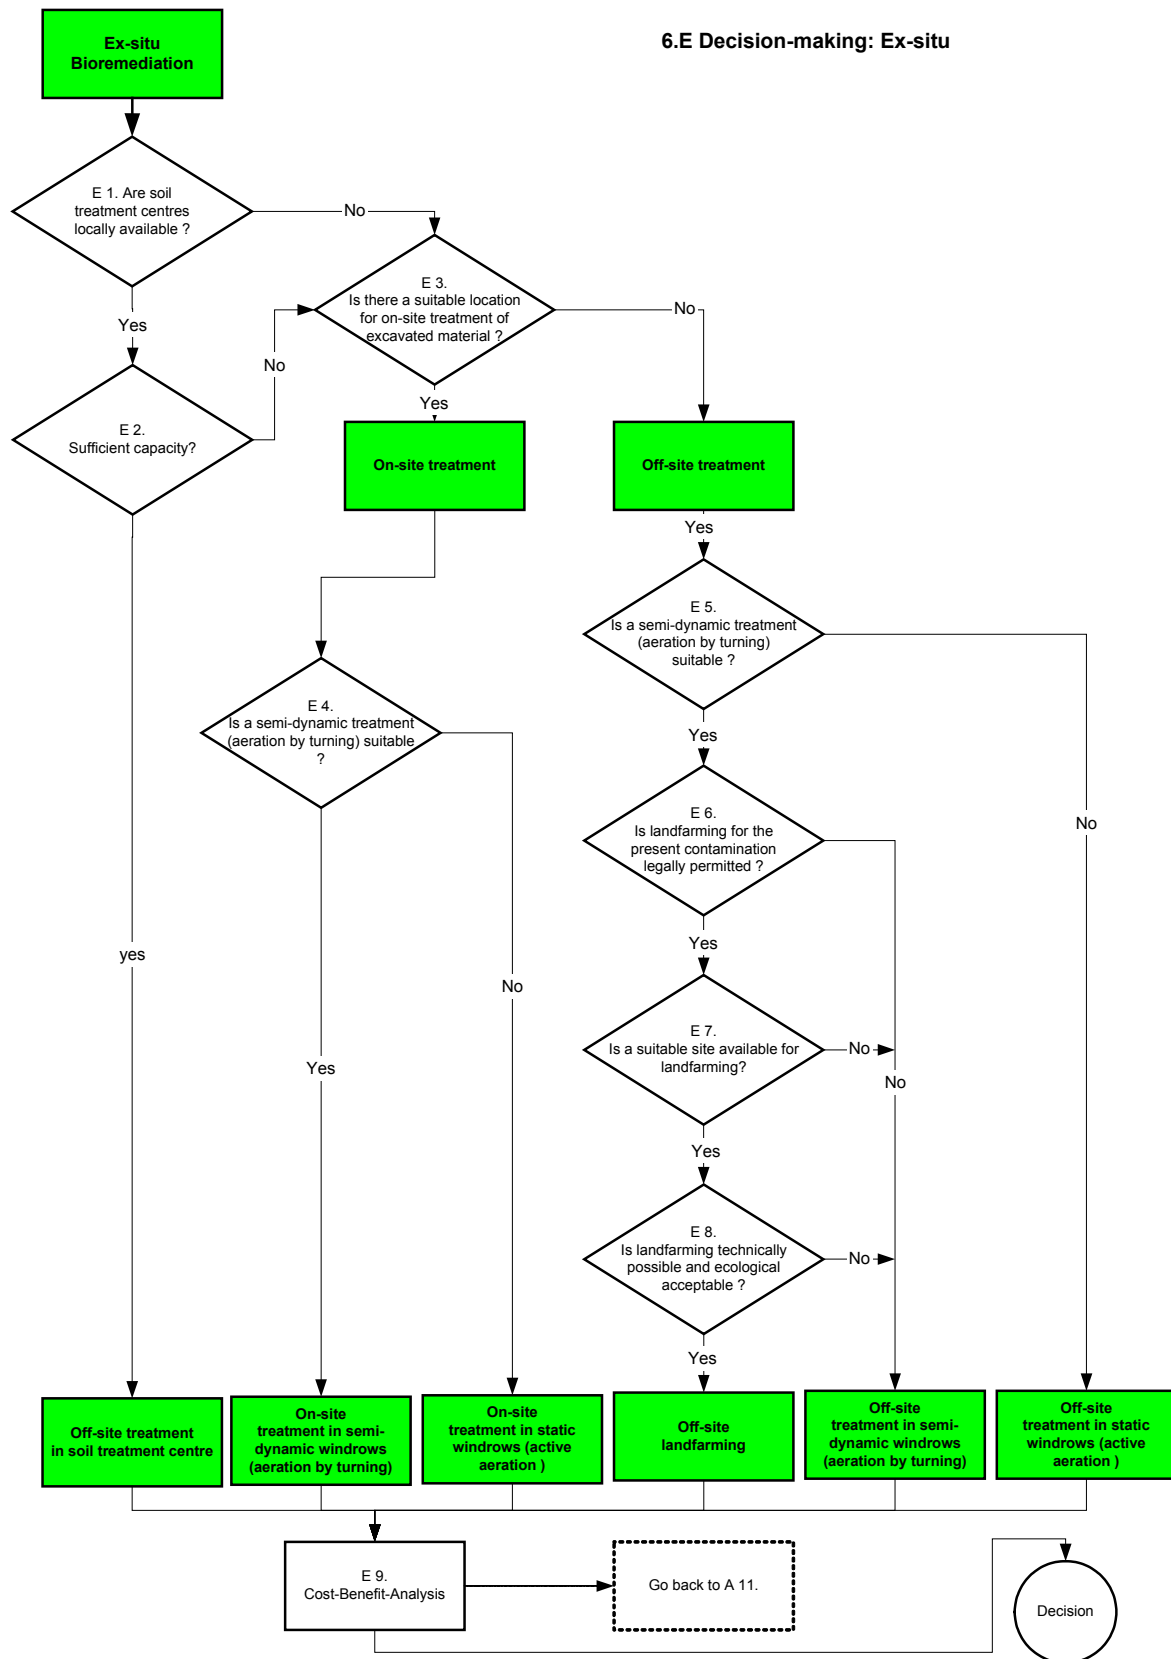 6.E Decision-making: Ex-situ
Ex-situ
Bioremediation
E 1. Are soil
treatment centres
locally available ?
No
Yes
E 3.
Is there a suitable location
for on-site treatment of
excavated material ?
No
No
Yes
E 2.
Sufficient capacity?
On-site treatment
Off-site treatment
Yes
E 5.
Is a semi-dynamic treatment
(aeration by turning)
suitable ?
E 4.
Is a semi-dynamic treatment
(aeration by turning) suitable
?
Yes
E 6.
Is landfarming for the
present contamination
legally permitted ?
No
yes
Yes
No
E 7.
Is a suitable site available for
landfarming?
No
Yes
No
Yes
E 8.
Is landfarming technically
possible and ecological
acceptable ?
No
Yes
Off-site treatment
in soil treatment centre
On-site
treatment in semi-
dynamic windrows
(aeration by turning)
On-site
treatment in static
windrows (active
aeration )
Off-site
landfarming
Off-site
treatment in semi-
dynamic windrows
(aeration by turning)
Off-site
treatment in static
windrows (active
aeration )
E 9.
Cost-Benefit-Analysis
Go back to A 11.
Decision